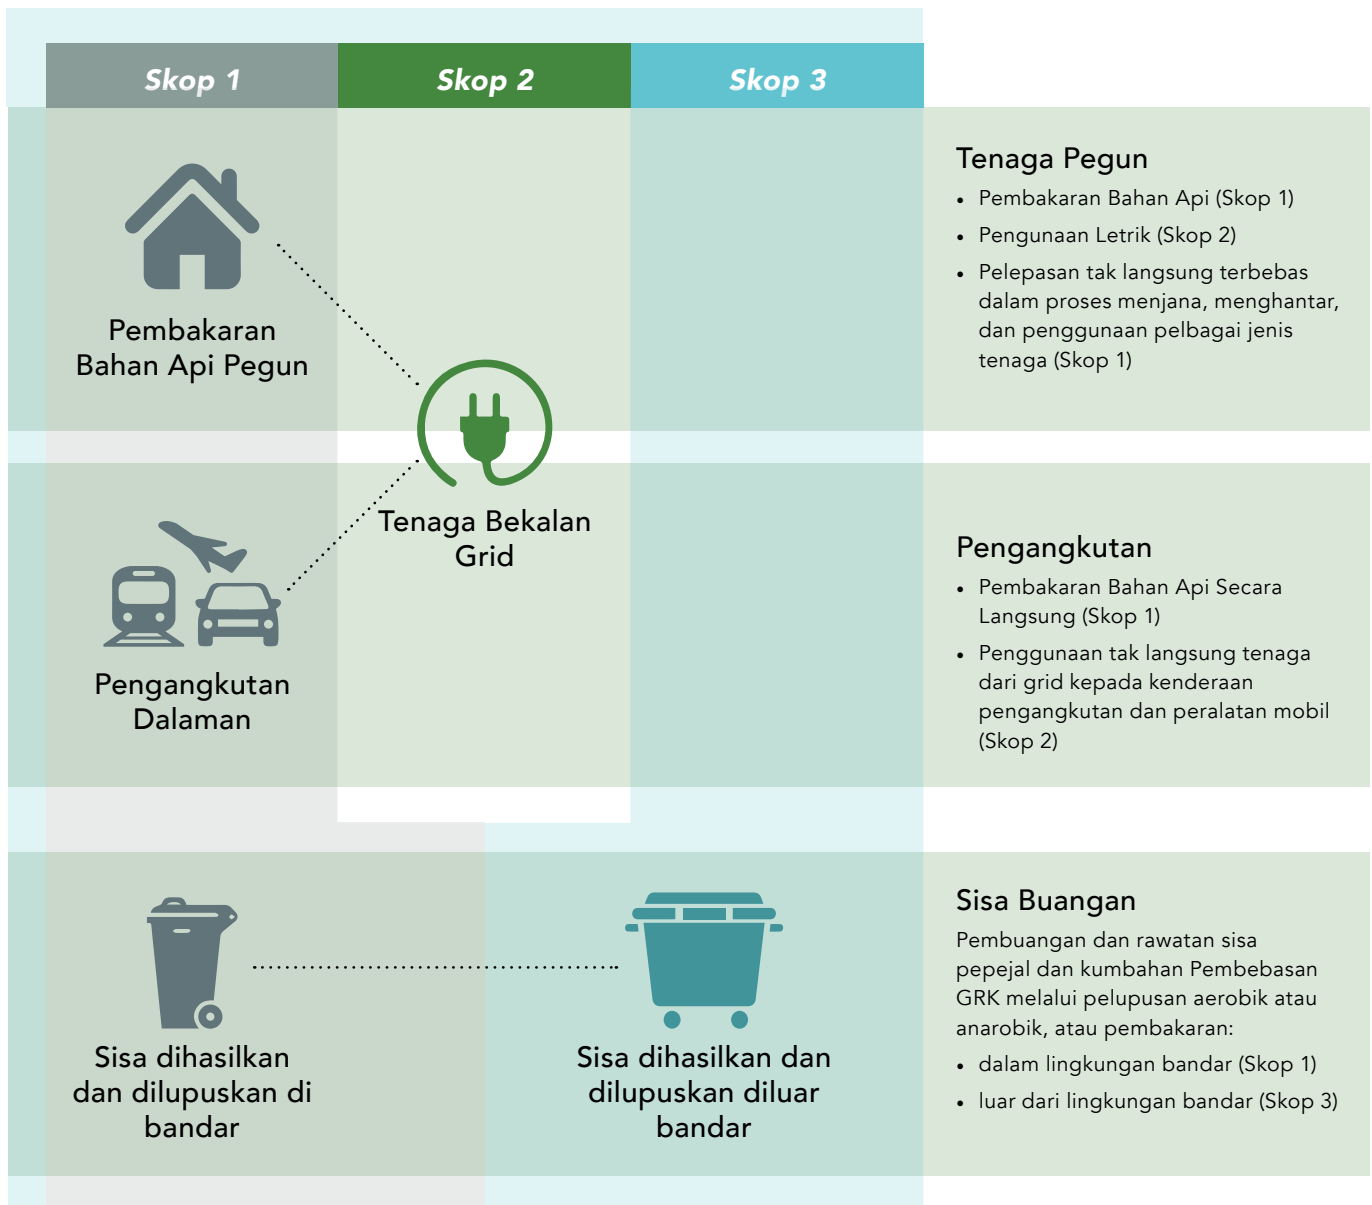 Skop 1
Skop 2
Skop 3
Pembakaran
Bahan Api Pegun
Tenaga Bekalan
Grid
Tenaga Pegun
• Pembakaran Bahan Api (Skop 1)
• Pengunaan Letrik (Skop 2)
• Pelepasan tak langsung terbebas
dalam proses menjana, menghantar,
dan penggunaan pelbagai jenis
tenaga (Skop 1)
Pengangkutan
Dalaman
Pengangkutan
• Pembakaran Bahan Api Secara
Langsung (Skop 1)
• Penggunaan tak langsung tenaga
dari grid kepada kenderaan
pengangkutan dan peralatan mobil
(Skop 2)
Sisa dihasilkan
dan dilupuskan di
bandar
Sisa dihasilkan dan
dilupuskan diluar
bandar
Sisa Buangan
Pembuangan dan rawatan sisa
pepejal dan kumbahan Pembebasan
GRK melalui pelupusan aerobik atau
anarobik, atau pembakaran:
• dalam lingkungan bandar (Skop 1)
• luar dari lingkungan bandar (Skop 3)